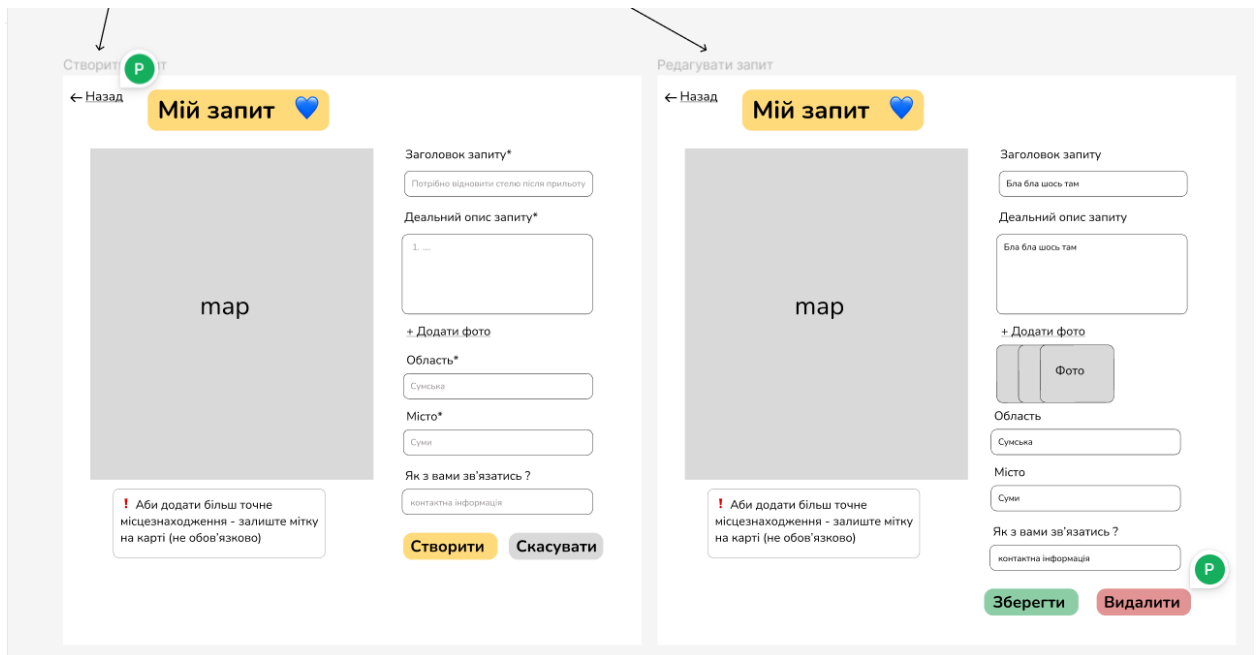 Створит
P
т
← Назад
Мій запит 💙
map
❗ Аби додати більш точне
місцезнаходження - залиште мітку
на карті (не обов'язково)
Заголовок запиту*
Потрібно відновити стелю після прильоту
Деальний опис запиту*
1. ....
+ Додати фото
Область*
Сумська
Місто*
Суми
Як з вами зв'язатись ?
контактна інформація
Створити
Скасувати
Редагувати запит
← Назад
Мій запит 💙
map
❗ Аби додати більш точне
місцезнаходження - залиште мітку
на карті (не обов'язково)
Заголовок запиту
Бла бла шось там
Деальний опис запиту
Бла бла шось там
+ Додати фото
Фото
Область
Сумська
Місто
Суми
Як з вами зв'язатись ?
контактна інформація
P
Зберегти
Видалити